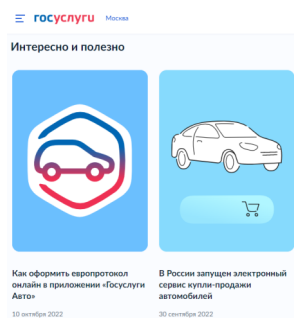 госуслуги Москва
Интересно и полезно
Как оформить европротокол
онлайн в приложении «Госуслуги
Авто»
10 октября 2022
В России запущен электронный
сервис купли-продажи
автомобилей
30 сентября 2022